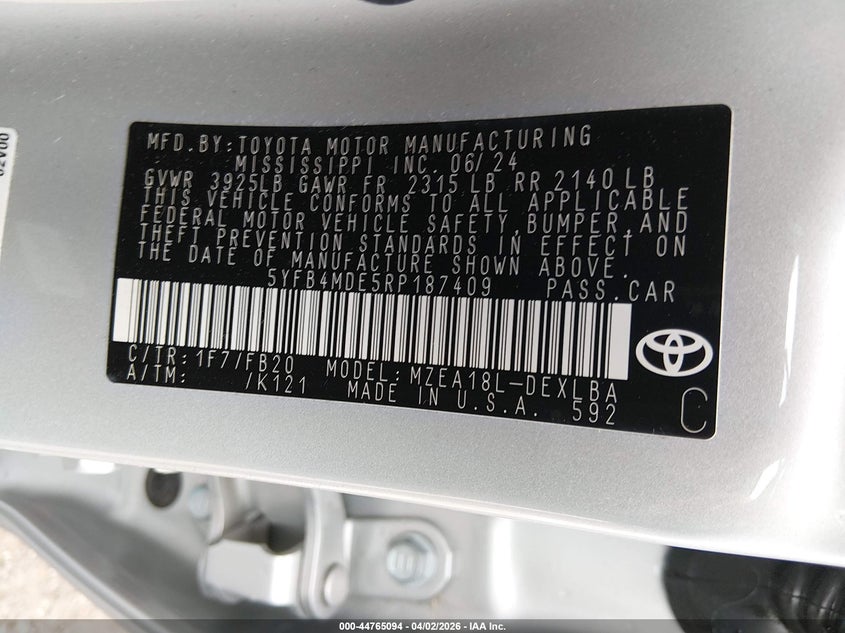 02V00
MFD.BY:TOYOTA MOTOR MANUFACTURING
MISSISSIPPI INC. 06/24
GVWR 3925LB GAWR FR 2315 LB RR 2140 LB
THIS VEHICLE CONFORMS TO ALL APPLICABLE
FEDERAL MOTOR VEHICLE SAFETY,BUMPER,AND
THEFT PREVENTION STANDARDS IN EFFECT ON
THE DATE OF MANUFACTURE SHOWN ABOVE.
5YFB4MDE5RP187409 PASS.CAR
C/TR: 1F7/FB20 MODEL: MZEA18L-DEXLBA
A/TM: /K121 MADE IN U.S.A. 592
C
000-44765094 - 04/02/2026 - IAA Inc.